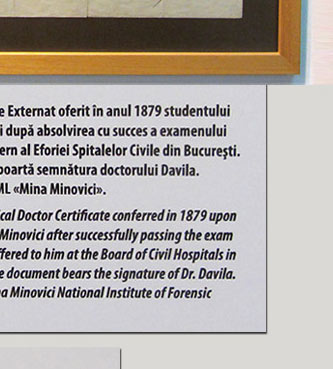 e Externat oferit în anul 1879 studentului
i după absolvirea cu succes a examenului
ern al Eforiei Spitalelor Civile din Bucureşti.
poartă semnătura doctorului Davila.
ML «Mina Minovici».
ical Doctor Certificate conferred in 1879 upon
Minovici after successfully passing the exam
ffered to him at the Board of Civil Hospitals in
e document bears the signature of Dr. Davila.
na Minovici National Institute of Forensic